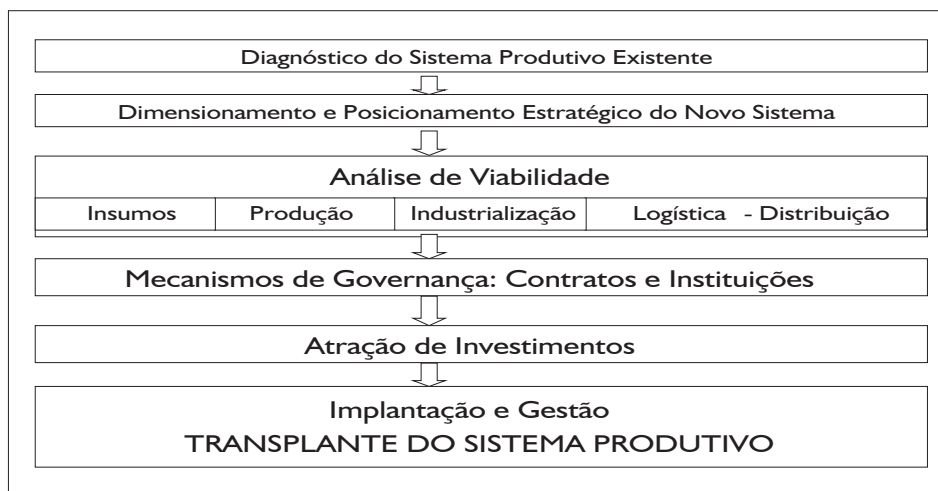 Diagnóstico do Sistema Produtivo Existente
Dimensionamento e Posicionamento Estratégico do Novo Sistema
Análise de Viabilidade
Insumos Produção Industrialização Logística - Distribuição
Mecanismos de Governança: Contratos e Instituições
Atração de Investimentos
Implantação e Gestão
TRANSPLANTE DO SISTEMA PRODUTIVO